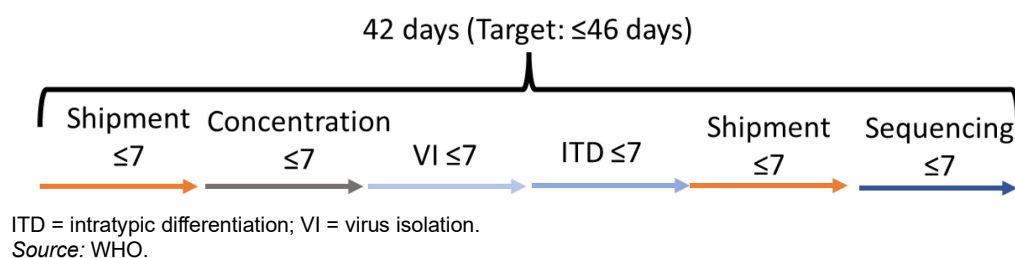 42 days (Target: ≤46 days)
Shipment ≤7
Concentration ≤7
VI ≤7
ITD ≤7
Shipment ≤7
Sequencing ≤7
ITD = intratypic differentiation; VI = virus isolation.
Source: WHO.